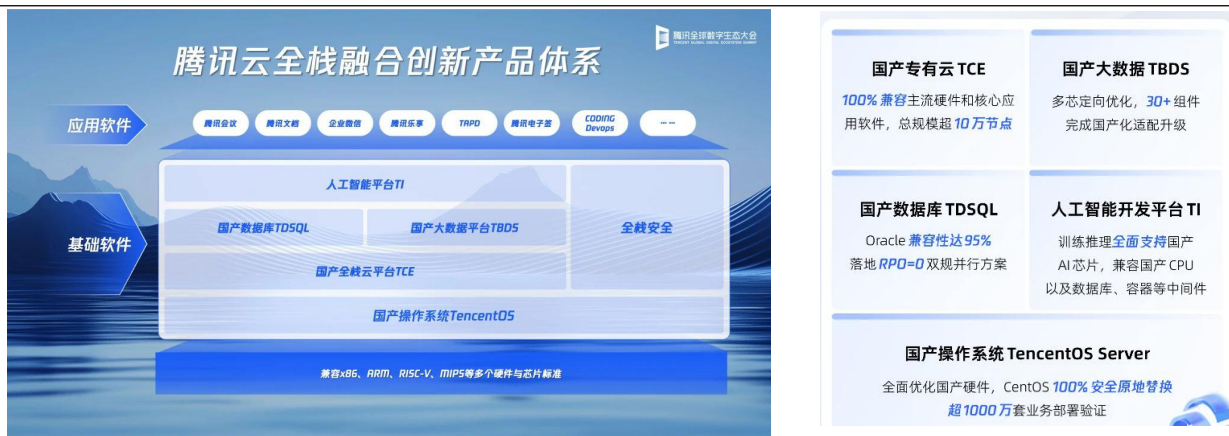 腾讯全球数字生态大会
TENCENT GLOBAL DIGITAL ECOSYSTEM SUMMIT
腾讯云全栈融合创新产品体系
应用软件
腾讯会议
腾讯文档
企业微信
腾讯乐享
TAPD
腾讯电子签
CODING
Devops
... ...
基础软件
人工智能平台TI
国产数据库TDSQL
国产大数据平台TBDS
全栈安全
国产全栈云平台TCE
国产操作系统TencentOS
兼容x86、ARM、RISC-V、MIPS等多个硬件与芯片标准
国产专有云 TCE
100% 兼容主流硬件和核心应
用软件，总规模超 10 万节点
国产大数据 TBDS
多芯定向优化，30+ 组件
完成国产化适配升级
国产数据库 TDSQL
Oracle 兼容性达 95%
落地 RPO=0 双规并行方案
人工智能开发平台 TI
训练推理全面支持国产
AI 芯片，兼容国产 CPU
以及数据库、容器等中间件
国产操作系统 TencentOS Server
全面优化国产硬件，CentOS 100% 安全原地替换
超 1000 万套业务部署验证